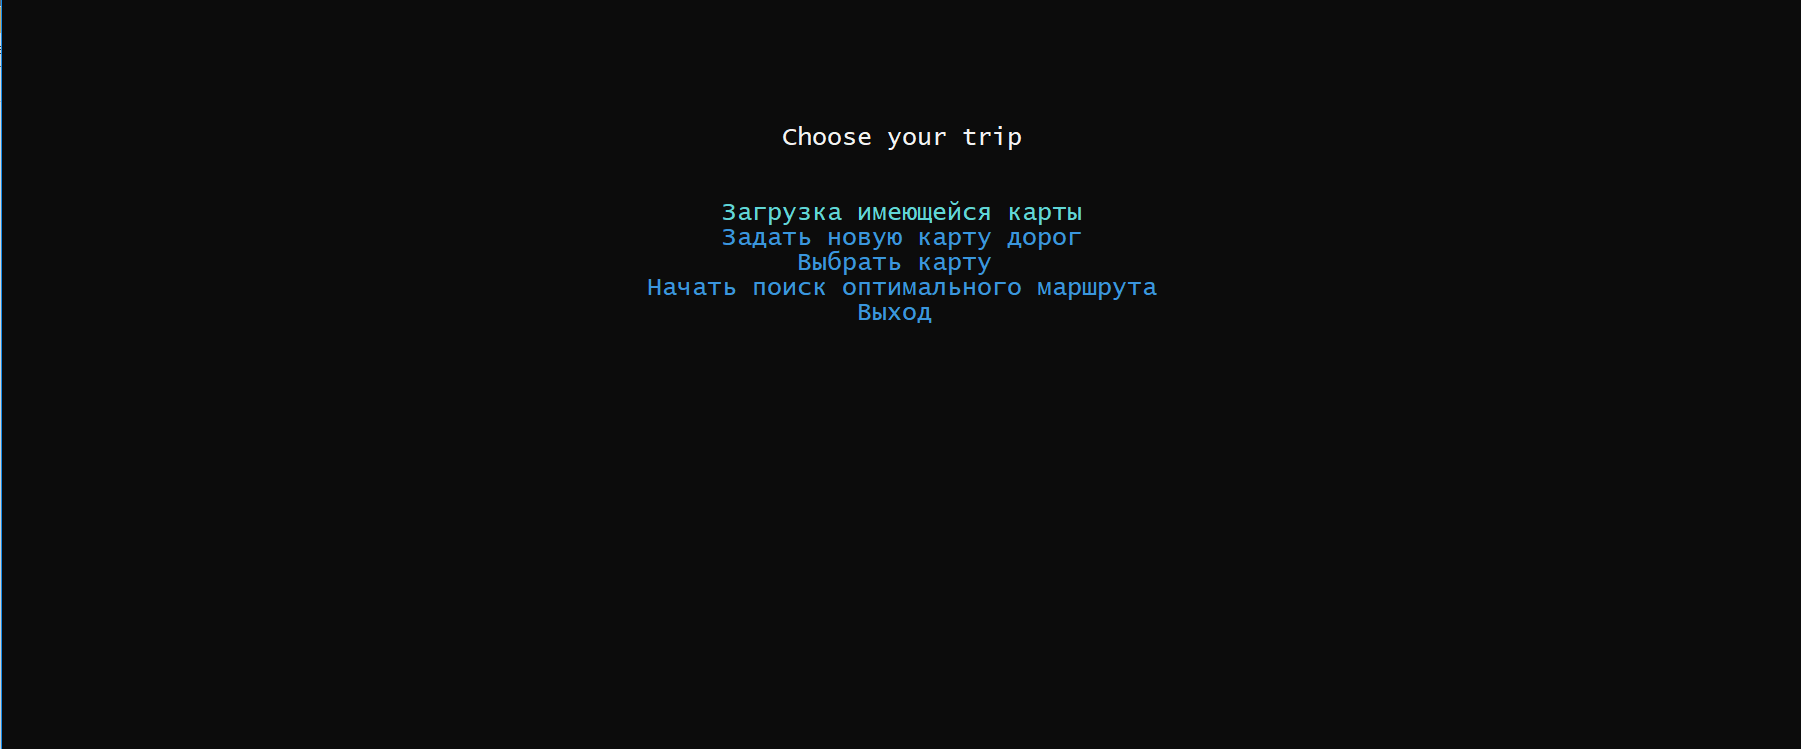 Choose your trip
Загрузка имеющейся карты
Задать новую карту дорог
Выбрать карту
Начать поиск оптимального маршрута
Выход